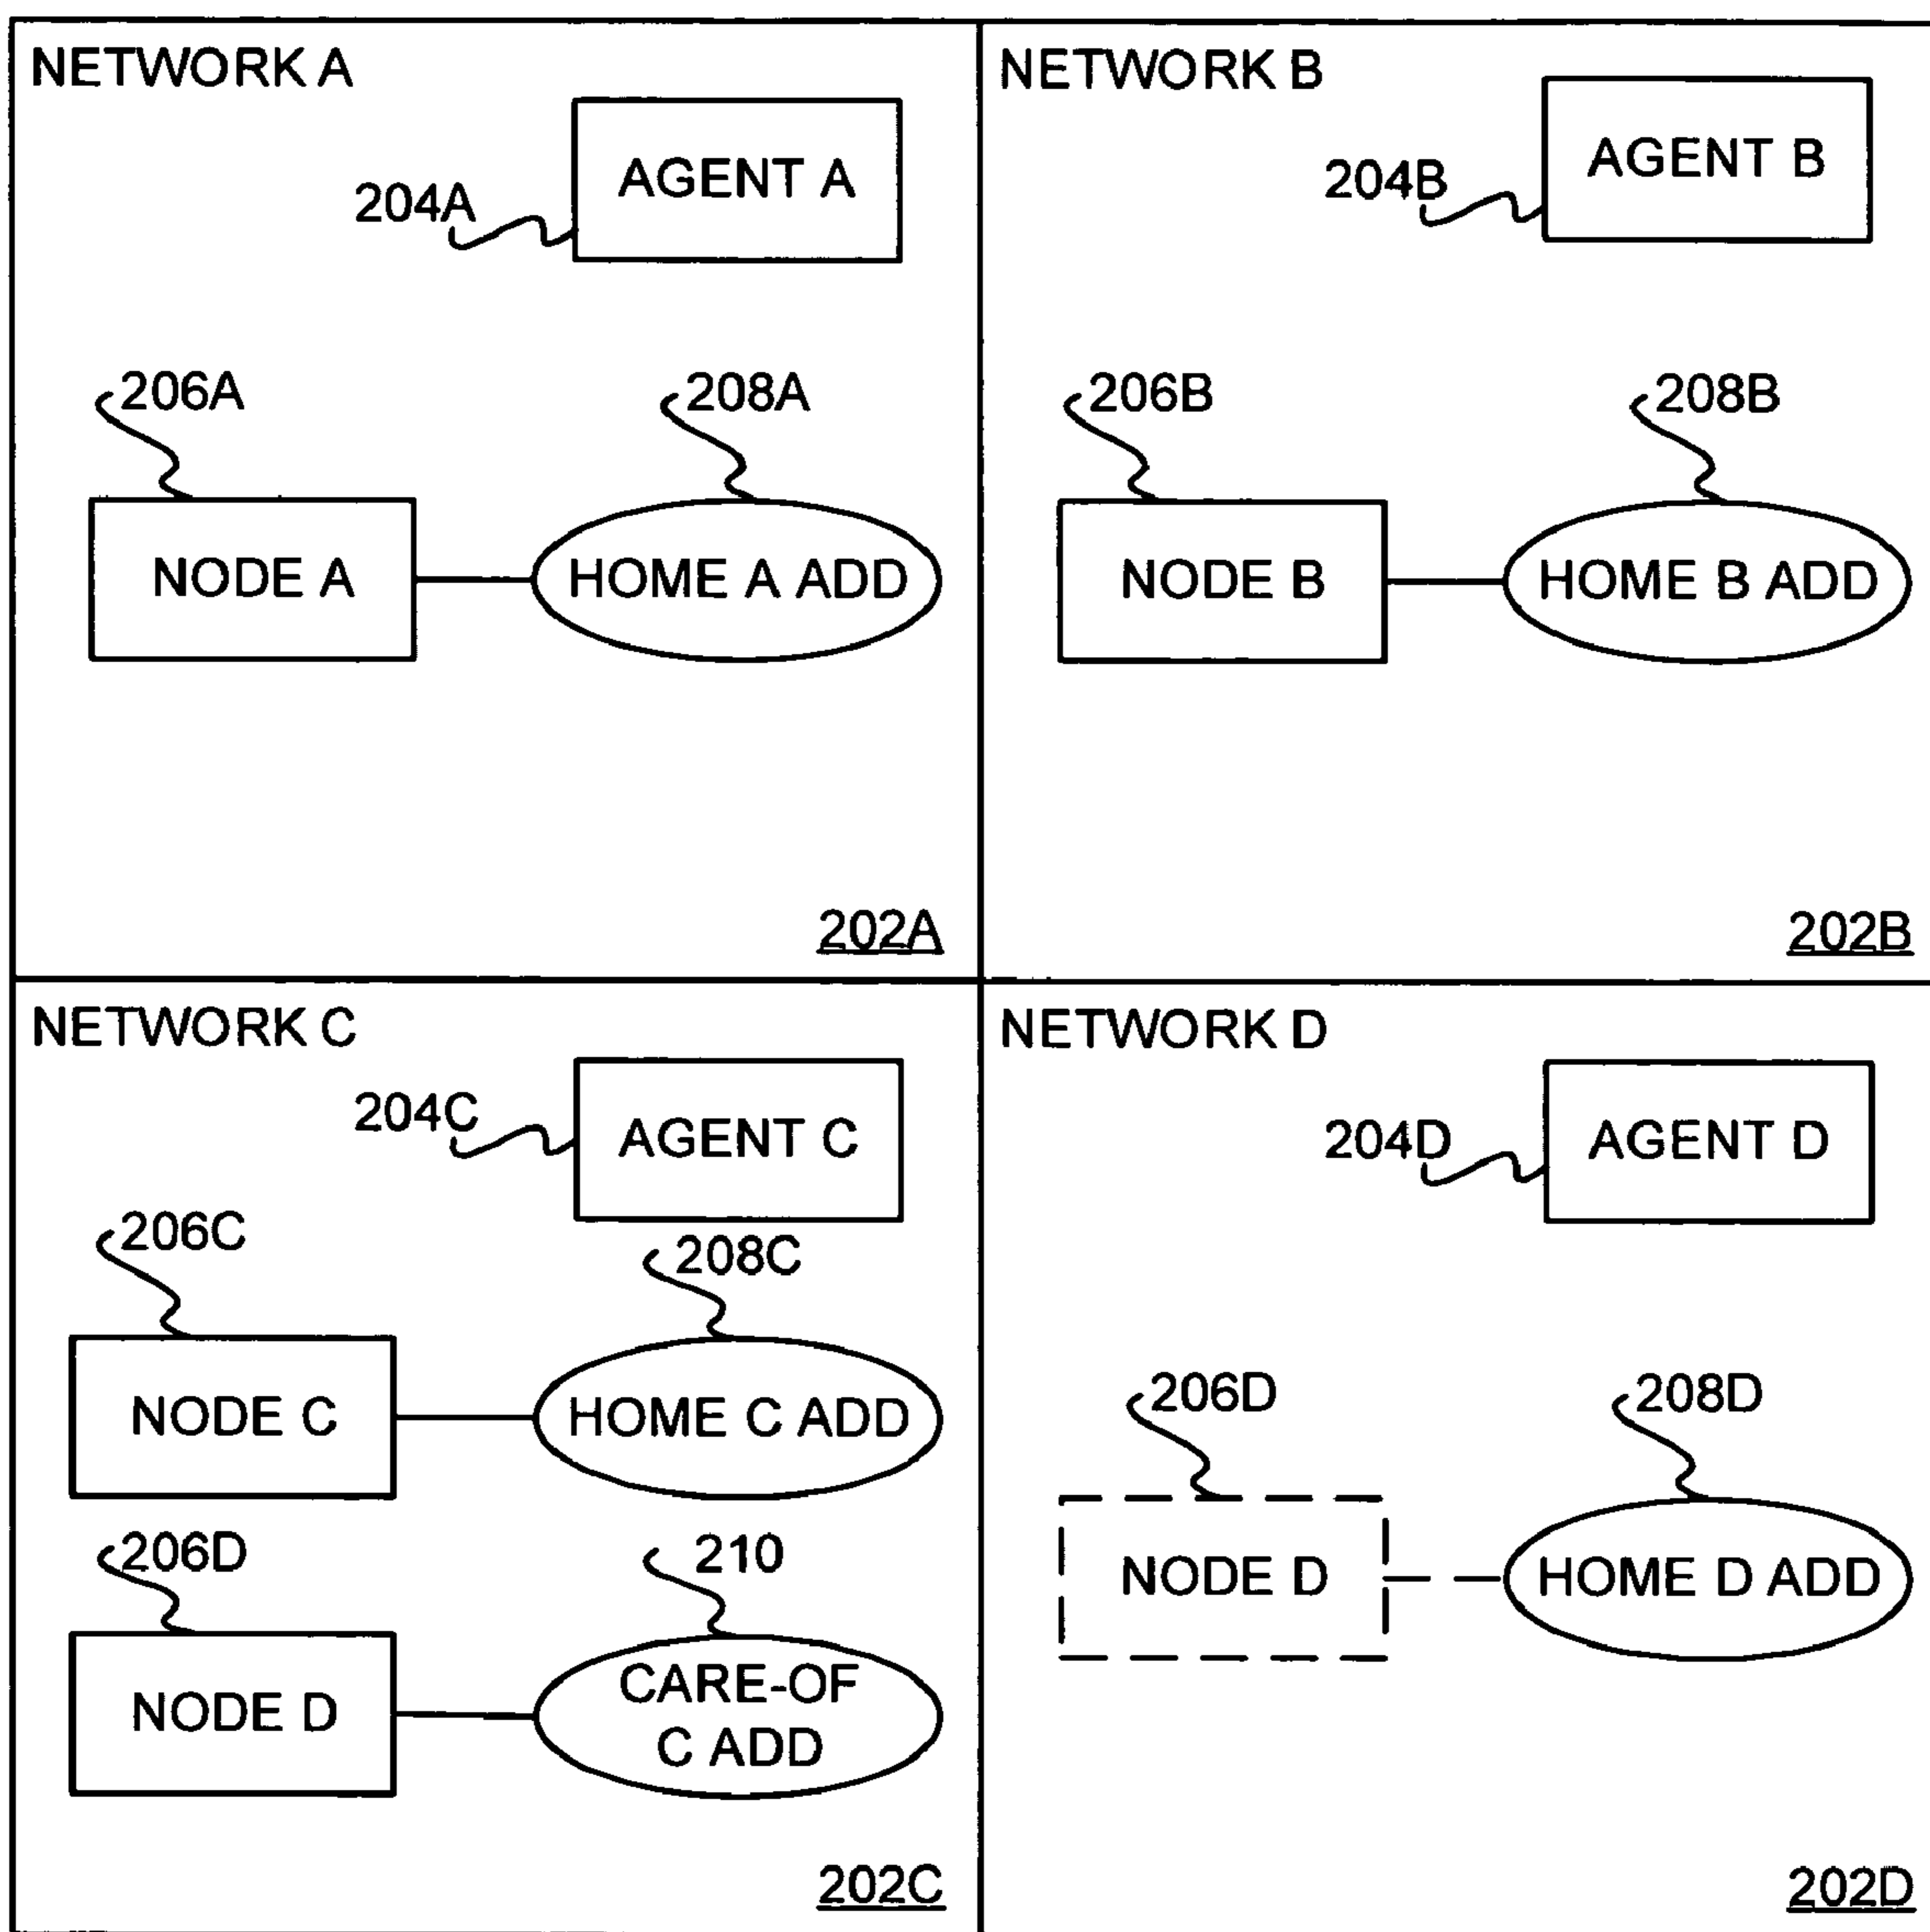 NETWORK A
AGENT A
204A
206A
208A
NODE A
HOME A ADD
202A
NETWORK B
AGENT B
204B
206B
208B
NODE B
HOME B ADD
202B
NETWORK C
AGENT C
204C
206C
208C
NODE C
HOME C ADD
206D
210
NODE D
CARE-OF
C ADD
202C
NETWORK D
AGENT D
204D
206D
208D
NODE D
HOME D ADD
202D